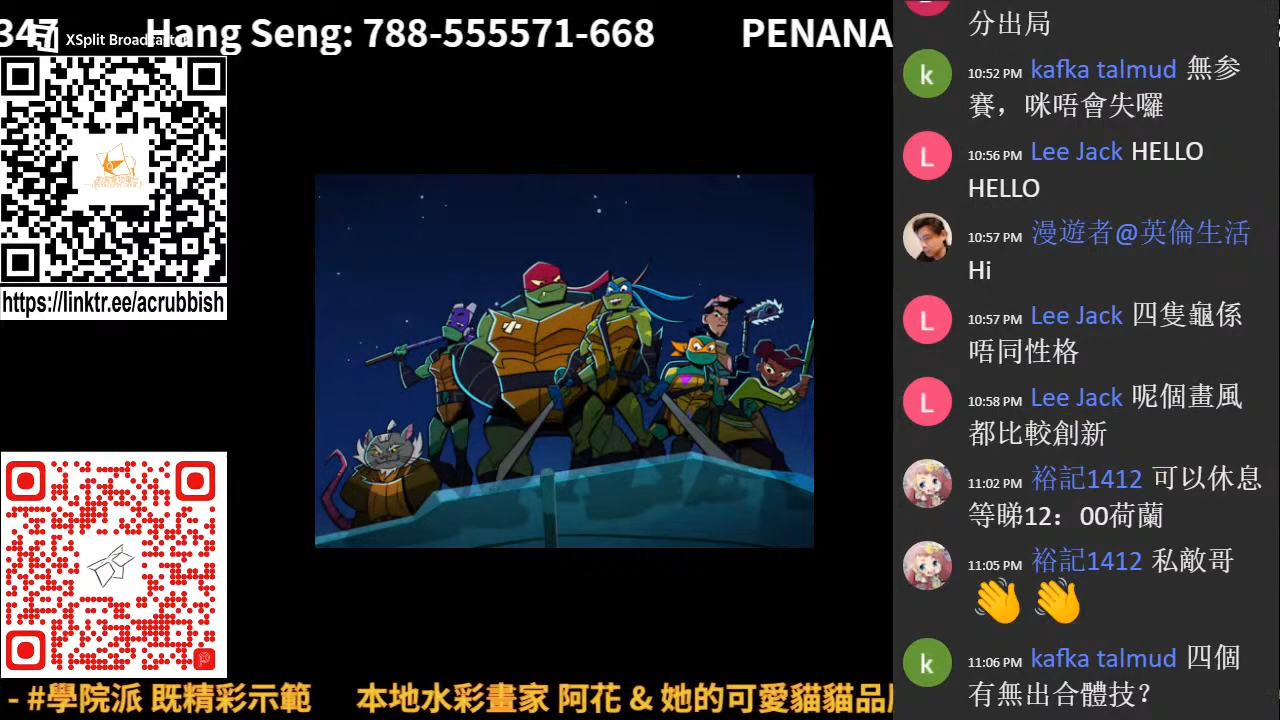 347 Hang Seng: 788-555571-668 PENANA
XSplit Broadcaster
https://linktr.ee/acrubbish
分出局
10:52 PM kafka talmud 無參
賽，咪唔會失囉
10:56 PM Lee Jack HELLO
HELLO
10:57 PM 漫遊者@英倫生活
Hi
10:57 PM Lee Jack 四隻龜係
唔同性格
10:58 PM Lee Jack 呢個畫風
都比較創新
11:02 PM 裕記1412 可以休息
等睇12：00荷蘭
11:05 PM 裕記1412 私敵哥
11:06 PM kafka talmud 四個
有無出合體技？
- #學院派 既精彩示範 本地水彩畫家 阿花 & 她的可愛貓貓品